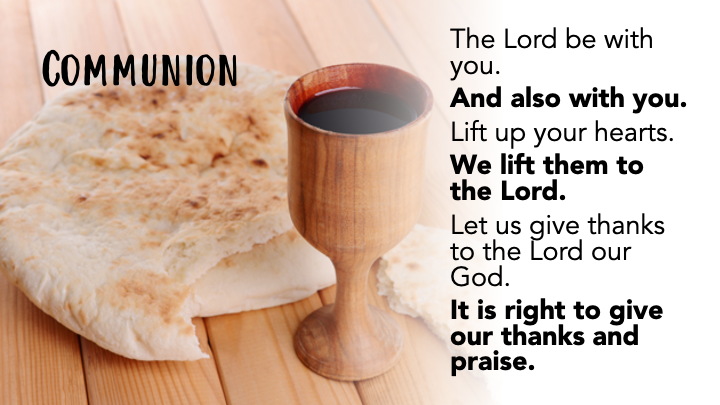 COMMUNION
The Lord be with
you.
And also with you.
Lift up your hearts.
We lift them to
the Lord.
Let us give thanks
to the Lord our
God.
It is right to give
our thanks and
praise.